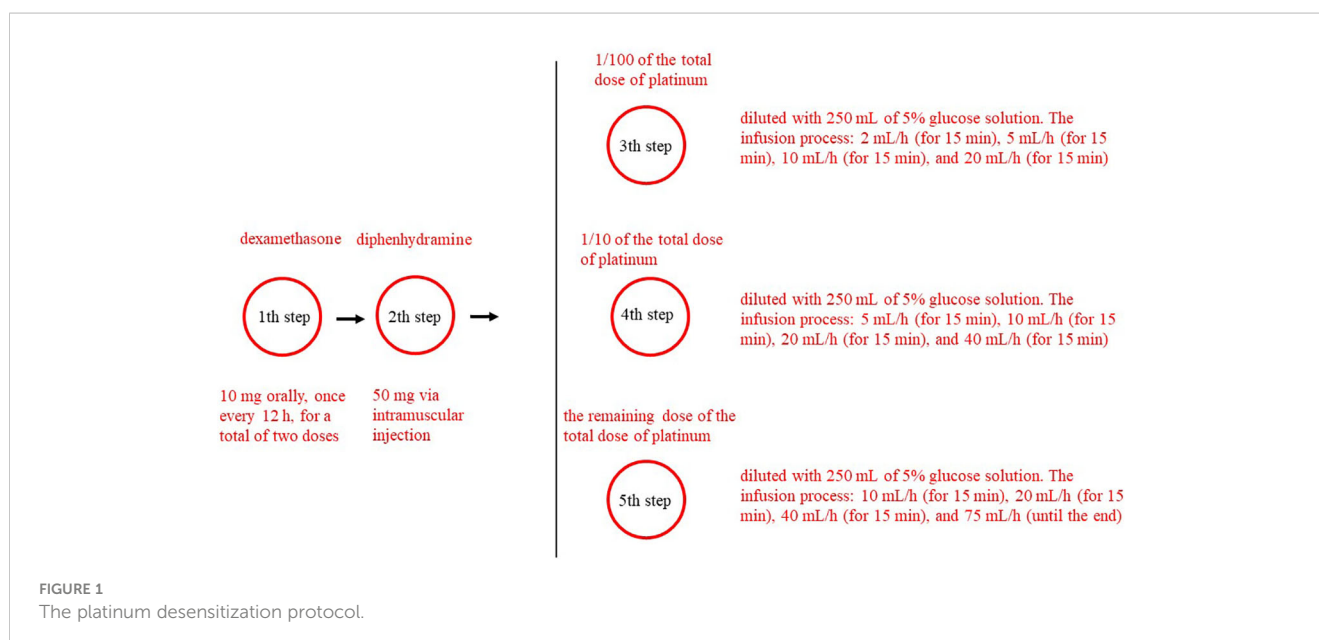 1/100 of the total
dose of platinum
3th step
diluted with 250 mL of 5% glucose solution. The
infusion process: 2 mL/h (for 15 min), 5 mL/h (for 15
min), 10 mL/h (for 15 min), and 20 mL/h (for 15 min)
dexamethasone
diphenhydramine
1th step
2th step
10 mg orally, once
every 12 h, for a
total of two doses
50 mg via
intramuscular
injection
1/10 of the total dose
of platinum
4th step
diluted with 250 mL of 5% glucose solution. The
infusion process: 5 mL/h (for 15 min), 10 mL/h (for 15
min), 20 mL/h (for 15 min), and 40 mL/h (for 15 min)
the remaining dose of the
total dose of platinum
5th step
diluted with 250 mL of 5% glucose solution. The
infusion process: 10 mL/h (for 15 min), 20 mL/h (for 15
min), 40 mL/h (for 15 min), and 75 mL/h (until the end)
FIGURE 1
The platinum desensitization protocol.